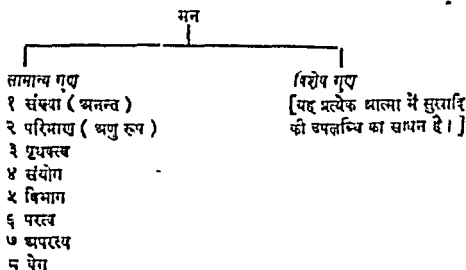 मन
सामान्य गुण
१ संख्या ( अनन्त )
२ परिमाण ( अणु रूप )
३ पृथक्त्व
४ संयोग
५ विभाग
६ परत्व
७ अपरत्व
८ वेग
विशेष गुण
[ यह प्रत्येक आत्मा में सुखादि
की उपलब्धि का साधन है। ]